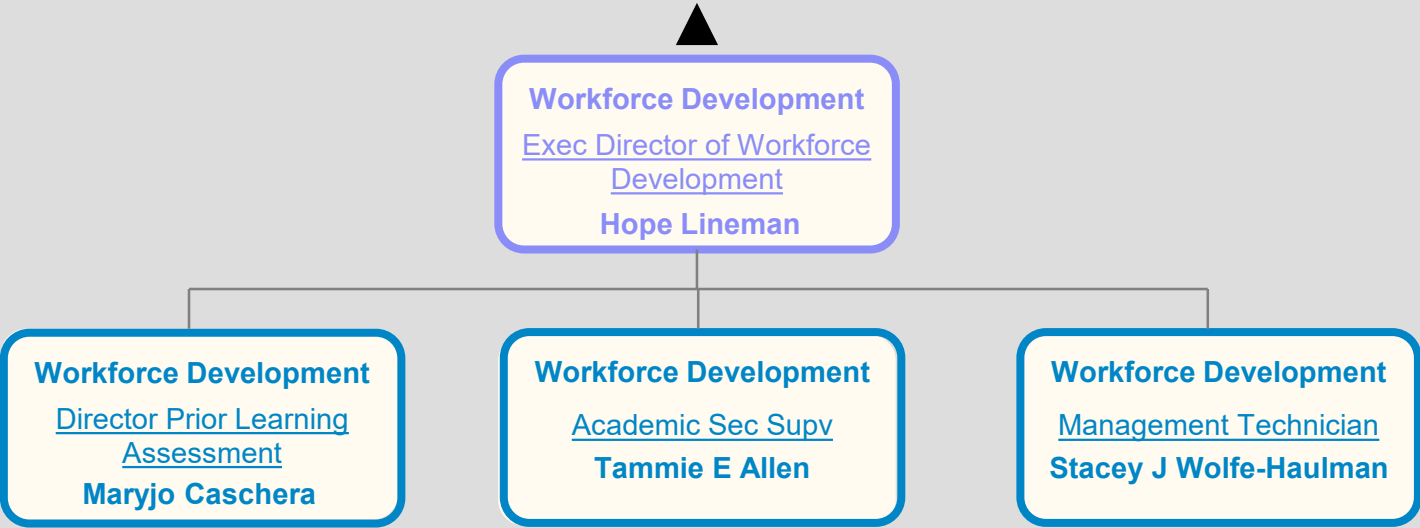 Workforce Development
Exec Director of Workforce
Development
Hope Lineman
Workforce Development
Director Prior Learning
Assessment
Maryjo Caschera
Workforce Development
Academic Sec Supv
Tammie E Allen
Workforce Development
Management Technician
Stacey J Wolfe-Haulman